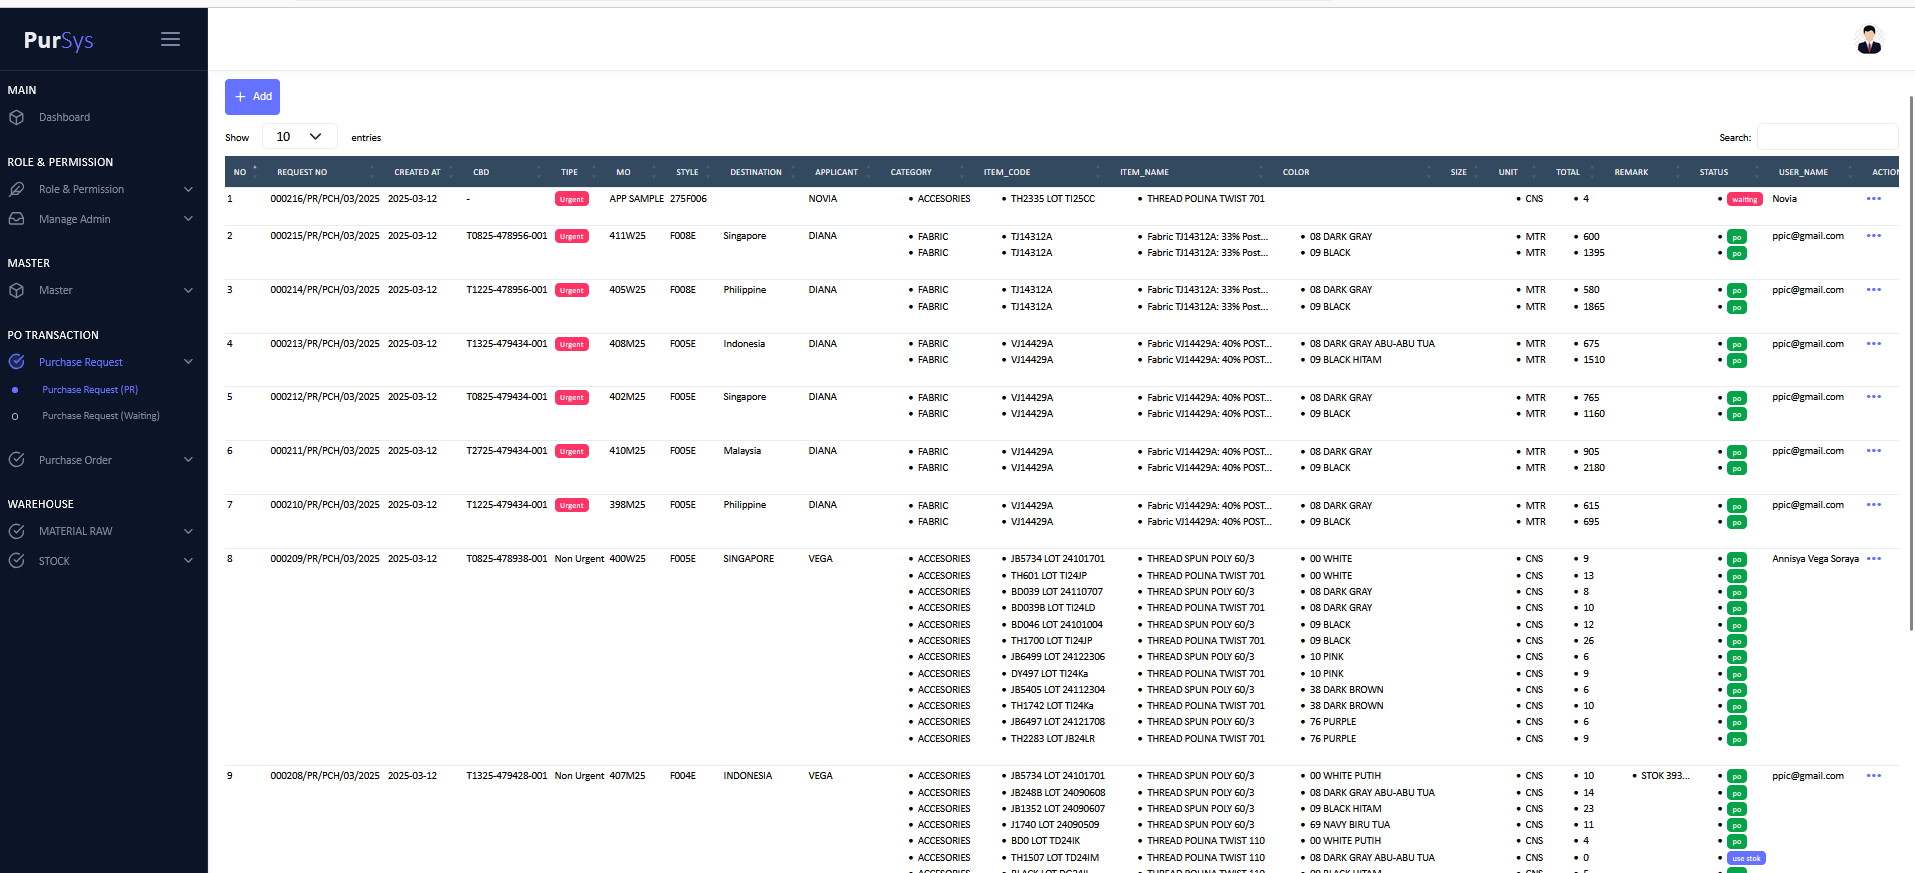 PurSys
MAIN
Dashboard
ROLE & PERMISSION
Role & Permission
Manage Admin
MASTER
Master
PO TRANSACTION
Purchase Request
Purchase Request (PR)
Purchase Request (Waiting)
Purchase Order
WAREHOUSE
MATERIAL RAW
STOCK
+ Add
Show 10 entries
Search:
NO REQUEST NO CREATED AT CBD TIPE MO STYLE DESTINATION APPLICANT CATEGORY ITEM_CODE ITEM_NAME COLOR SIZE UNIT TOTAL REMARK STATUS USER_NAME ACTION
1 000216/PR/PCH/03/2025 2025-03-12 - Urgent APP SAMPLE 275F006 NOVIA • ACCESORIES • TH2335 LOT TI25CC • THREAD POLINA TWIST 701 • CNS • 4 • waiting Novia •••
2 000215/PR/PCH/03/2025 2025-03-12 T0825-478956-001 Urgent 411W25 F008E Singapore DIANA • FABRIC • TJ14312A • Fabric TJ14312A: 33% Post... • 08 DARK GRAY • MTR • 600 • po ppic@gmail.com •••
• FABRIC • TJ14312A • Fabric TJ14312A: 33% Post... • 09 BLACK • MTR • 1395 • po
3 000214/PR/PCH/03/2025 2025-03-12 T1225-478956-001 Urgent 405W25 F008E Philippine DIANA • FABRIC • TJ14312A • Fabric TJ14312A: 33% Post... • 08 DARK GRAY • MTR • 580 • po ppic@gmail.com •••
• FABRIC • TJ14312A • Fabric TJ14312A: 33% Post... • 09 BLACK • MTR • 1865 • po
4 000213/PR/PCH/03/2025 2025-03-12 T1325-479434-001 Urgent 408M25 F005E Indonesia DIANA • FABRIC • VJ14429A • Fabric VJ14429A: 40% POST... • 08 DARK GRAY ABU-ABU TUA • MTR • 675 • po ppic@gmail.com •••
• FABRIC • VJ14429A • Fabric VJ14429A: 40% POST... • 09 BLACK HITAM • MTR • 1510 • po
5 000212/PR/PCH/03/2025 2025-03-12 T0825-479434-001 Urgent 402M25 F005E Singapore DIANA • FABRIC • VJ14429A • Fabric VJ14429A: 40% POST... • 08 DARK GRAY • MTR • 765 • po ppic@gmail.com •••
• FABRIC • VJ14429A • Fabric VJ14429A: 40% POST... • 09 BLACK • MTR • 1160 • po
6 000211/PR/PCH/03/2025 2025-03-12 T2725-479434-001 Urgent 410M25 F005E Malaysia DIANA • FABRIC • VJ14429A • Fabric VJ14429A: 40% POST... • 08 DARK GRAY • MTR • 905 • po ppic@gmail.com •••
• FABRIC • VJ14429A • Fabric VJ14429A: 40% POST... • 09 BLACK • MTR • 2180 • po
7 000210/PR/PCH/03/2025 2025-03-12 T1225-479434-001 Urgent 398M25 F005E Philippine DIANA • FABRIC • VJ14429A • Fabric VJ14429A: 40% POST... • 08 DARK GRAY • MTR • 615 • po ppic@gmail.com •••
• FABRIC • VJ14429A • Fabric VJ14429A: 40% POST... • 09 BLACK • MTR • 695 • po
8 000209/PR/PCH/03/2025 2025-03-12 T0825-478938-001 Non Urgent 400W25 F005E SINGAPORE VEGA • ACCESORIES • JB5734 LOT 24101701 • THREAD SPUN POLY 60/3 • 00 WHITE • CNS • 9 • po Annisya Vega Soraya •••
• ACCESORIES • TH601 LOT TI24JP • THREAD POLINA TWIST 701 • 00 WHITE • CNS • 13 • po
• ACCESORIES • BD039 LOT 24110707 • THREAD SPUN POLY 60/3 • 08 DARK GRAY • CNS • 8 • po
• ACCESORIES • BD039B LOT TI24LD • THREAD POLINA TWIST 701 • 08 DARK GRAY • CNS • 10 • po
• ACCESORIES • BD046 LOT 24101004 • THREAD SPUN POLY 60/3 • 09 BLACK • CNS • 12 • po
• ACCESORIES • TH1700 LOT TI24JP • THREAD POLINA TWIST 701 • 09 BLACK • CNS • 26 • po
• ACCESORIES • JB6499 LOT 24122306 • THREAD SPUN POLY 60/3 • 10 PINK • CNS • 6 • po
• ACCESORIES • DY497 LOT TI24Ka • THREAD POLINA TWIST 701 • 10 PINK • CNS • 9 • po
• ACCESORIES • JB5405 LOT 24112304 • THREAD SPUN POLY 60/3 • 38 DARK BROWN • CNS • 6 • po
• ACCESORIES • TH1742 LOT TI24Ka • THREAD POLINA TWIST 701 • 38 DARK BROWN • CNS • 10 • po
• ACCESORIES • JB6497 LOT 24121708 • THREAD SPUN POLY 60/3 • 76 PURPLE • CNS • 6 • po
• ACCESORIES • TH2283 LOT JB24LR • THREAD POLINA TWIST 701 • 76 PURPLE • CNS • 9 • po
9 000208/PR/PCH/03/2025 2025-03-12 T1325-479428-001 Non Urgent 407M25 F004E INDONESIA VEGA • ACCESORIES • JB5734 LOT 24101701 • THREAD SPUN POLY 60/3 • 00 WHITE PUTIH • CNS • 10 • STOK 393... • po ppic@gmail.com •••
• ACCESORIES • JB248B LOT 24090608 • THREAD SPUN POLY 60/3 • 08 DARK GRAY ABU-ABU TUA • CNS • 14 • po
• ACCESORIES • JB1352 LOT 24090607 • THREAD SPUN POLY 60/3 • 09 BLACK HITAM • CNS • 23 • po
• ACCESORIES • J1740 LOT 24090509 • THREAD SPUN POLY 60/3 • 69 NAVY BIRU TUA • CNS • 11 • po
• ACCESORIES • BD0 LOT TD24IK • THREAD POLINA TWIST 110 • 00 WHITE PUTIH • CNS • 4 • po
• ACCESORIES • TH1507 LOT TD24IM • THREAD POLINA TWIST 110 • 08 DARK GRAY ABU-ABU TUA • CNS • 0 • use stok